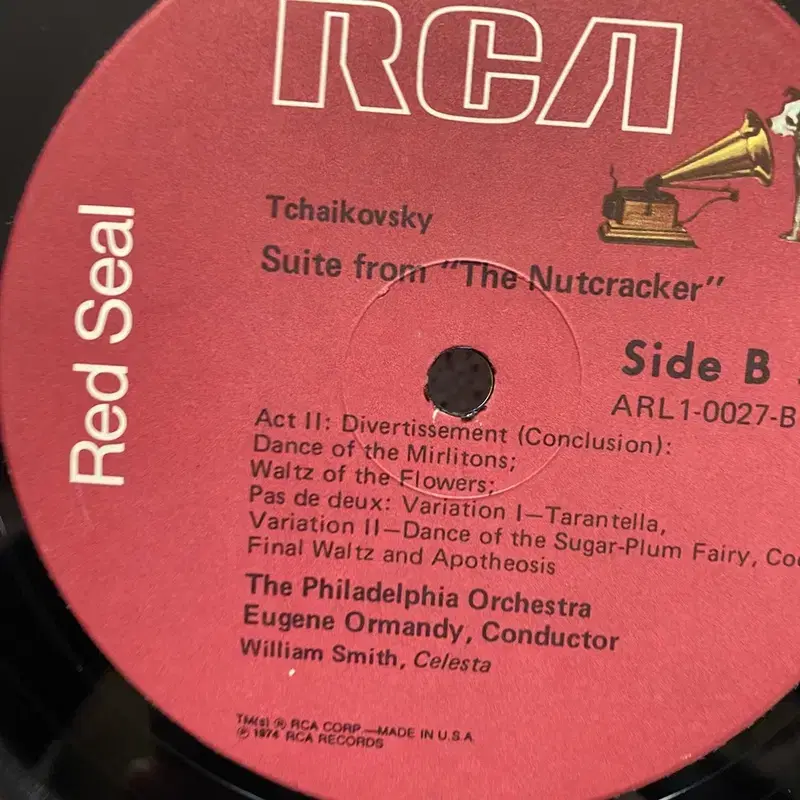 RCA
Red Seal
Tchaikovsky
Suite from "The Nutcracker"
Side B
ARL1-0027-B
Act II: Divertissement (Conclusion):
Dance of the Mirlitons;
Waltz of the Flowers;
Pas de deux: Variation I—Tarantella,
Variation II—Dance of the Sugar-Plum Fairy,
Final Waltz and Apotheosis
The Philadelphia Orchestra
Eugene Ormandy, Conductor
William Smith, Celesta
TM(s) ® RCA CORP.—MADE IN U.S.A.
℗ 1974 RCA RECORDS